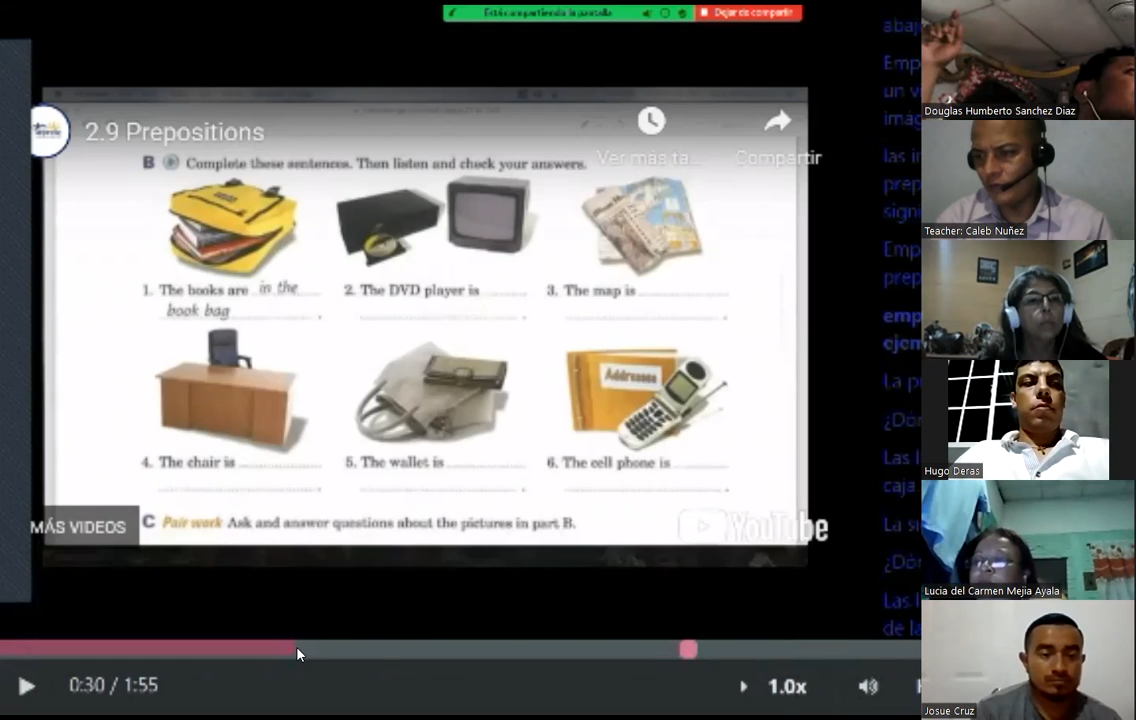 Está compartiendo la pantalla
Dejar de compartir
2.9 Prepositions
Ver más ta...
Compartir
B Complete these sentences. Then listen and check your answers.
1. The books are in the
book bag.
2. The DVD player is
3. The map is
4. The chair is
5. The wallet is
6. The cell phone is
Addresses
C Pair work Ask and answer questions about the pictures in part B.
MÁS VIDEOS
YouTube
0:30 / 1:55
1.0x
abaj
Emp
un v
imág
las i
prep
sign
Emp
prep
emp
ejem
La p
¿Dón
Las l
caja
La s
¿Dón
Las l
de la
Douglas Humberto Sanchez Diaz
Teacher: Caleb Nuñez
Hugo Deras
Lucia del Carmen Mejia Ayala
Josue Cruz